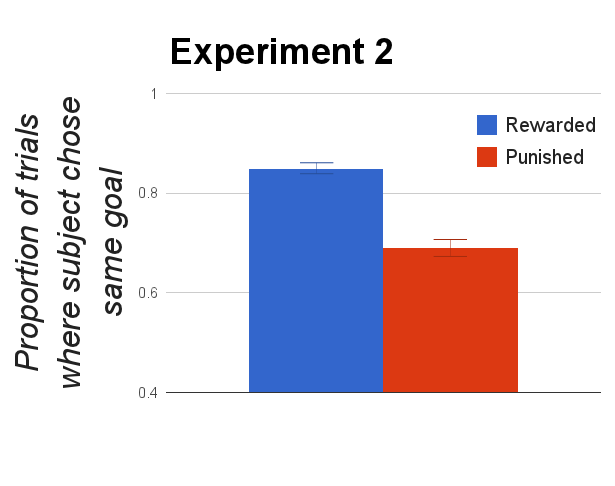 Experiment 2
Proportion of trials
where subject chose
same goal
1
0.8
0.6
0.4
Rewarded
Punished